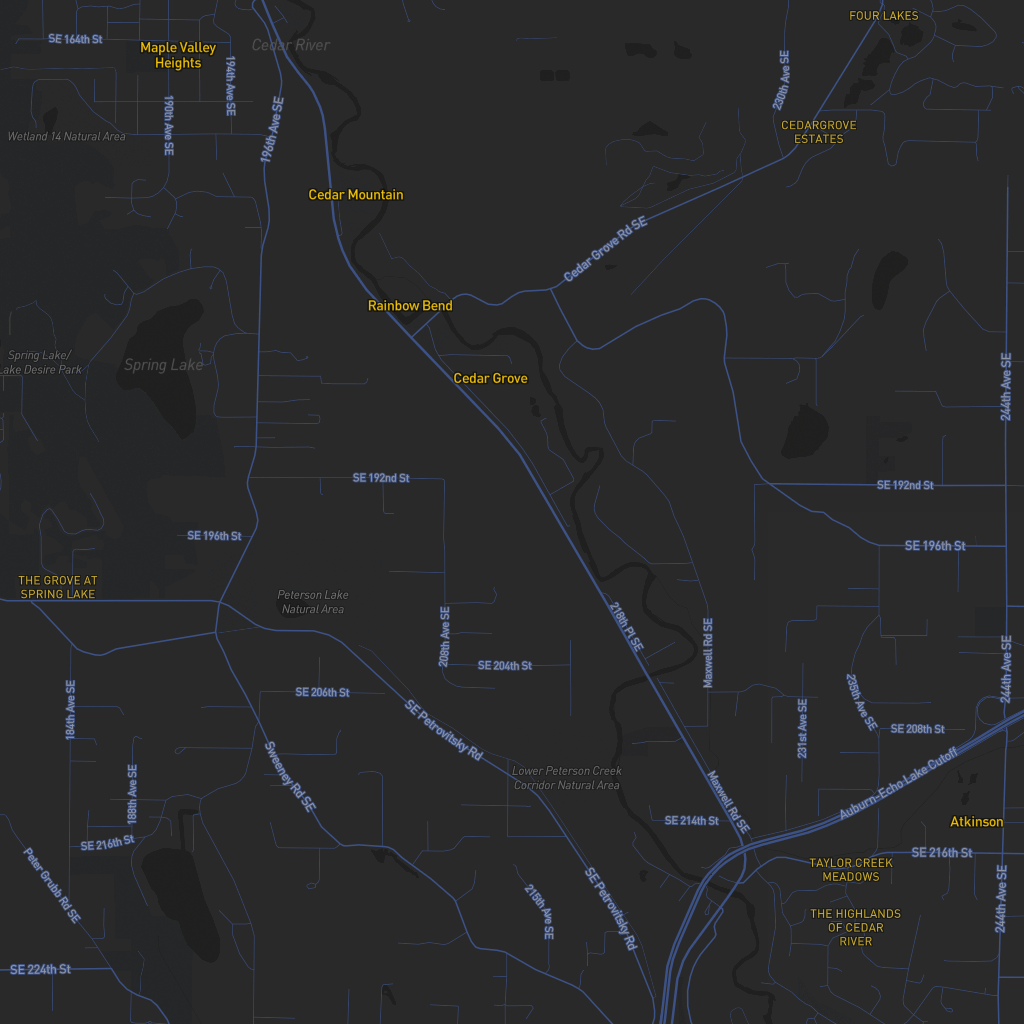 FOUR LAKES
SE 164th St
Maple Valley
Heights
Cedar River
194th Ave SE
230th Ave SE
190th Ave SE
196th Ave SE
CEDARGROVE
ESTATES
Wetland 14 Natural Area
Cedar Mountain
Cedar Grove Rd SE
Rainbow Bend
Spring Lake/
Lake Desire Park
Spring Lake
Cedar Grove
244th Ave SE
SE 192nd St
SE 192nd St
SE 196th St
SE 196th St
THE GROVE AT
SPRING LAKE
Peterson Lake
Natural Area
218th Pl SE
208th Ave SE
Maxwell Rd SE
SE 204th St
244th Ave SE
SE 206th St
184th Ave SE
235th Ave SE
231st Ave SE
SE Petrovitsky Rd
SE 208th St
Sweeney Rd SE
Lower Peterson Creek
Corridor Natural Area
188th Ave SE
Auburn-Echo Lake Cutoff
Maxwell Rd SE
SE 214th St
Atkinson
SE 216th St
SE 216th St
TAYLOR CREEK
MEADOWS
Peter Grubb Rd SE
244th Ave SE
SE Petrovitsky Rd
215th Ave SE
THE HIGHLANDS
OF CEDAR
RIVER
SE 224th St